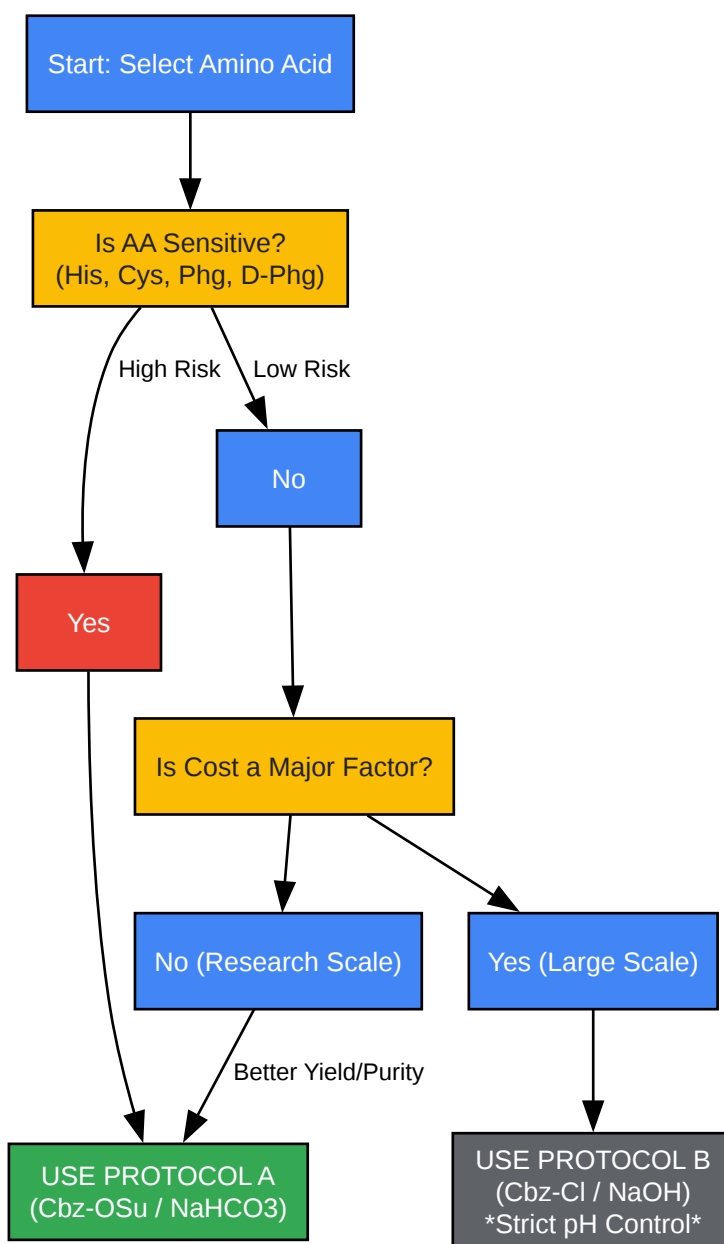 Start: Select Amino Acid
Is AA Sensitive?
(His, Cys, Phg, D-Phg)
High Risk
Low Risk
No
Yes
Is Cost a Major Factor?
No (Research Scale)
Yes (Large Scale)
Better Yield/Purity
USE PROTOCOL A
(Cbz-OSu / NaHCO3)
USE PROTOCOL B
(Cbz-Cl / NaOH)
*Strict pH Control*